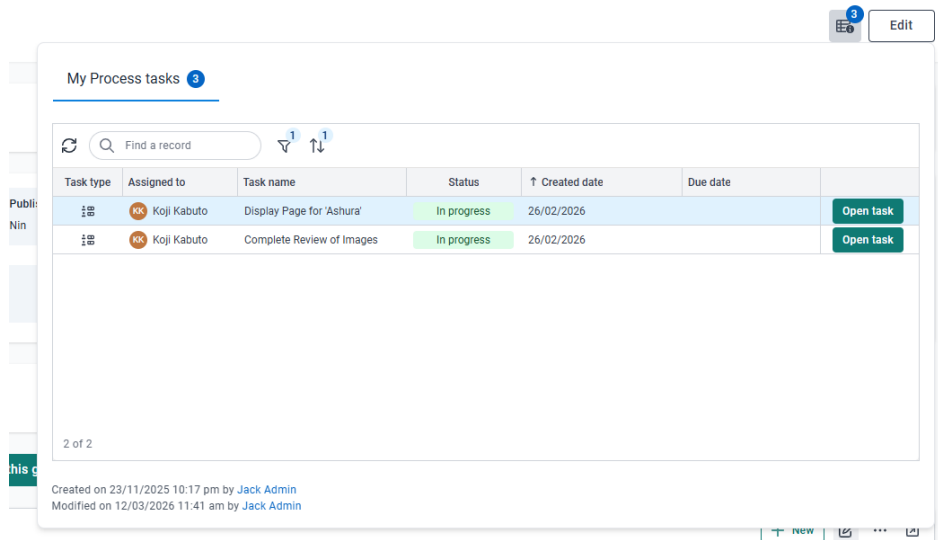 3
Edit
My Process tasks 3
Find a record
1
1
Task type Assigned to Task name Status ↑ Created date Due date
KK Koji Kabuto Display Page for 'Ashura' In progress 26/02/2026 Open task
KK Koji Kabuto Complete Review of Images In progress 26/02/2026 Open task
Nin
2 of 2
this g
Created on 23/11/2025 10:17 pm by Jack Admin
Modified on 12/03/2026 11:41 am by Jack Admin
+ New